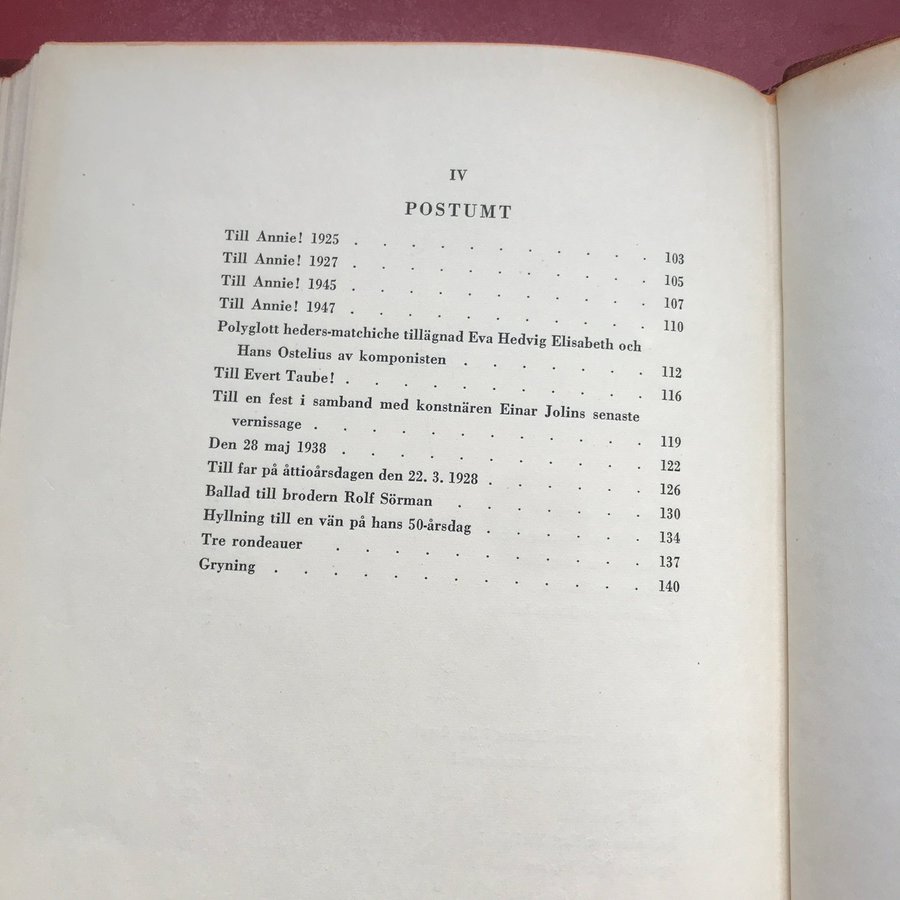 IV
POSTUMT
Till Annie! 1925 . . . . . . . . . . . 103
Till Annie! 1927 . . . . . . . . . . . 105
Till Annie! 1945 . . . . . . . . . . . 107
Till Annie! 1947 . . . . . . . . . . . 110
Polyglott heders-matchiche tillägnad Eva Hedvig Elisabeth och
Hans Ostelius av komponisten . . . . . . . 112
Till Evert Taube! . . . . . . . . . . . 116
Till en fest i samband med konstnären Einar Jolins senaste
vernissage . . . . . . . . . . . . 119
Den 28 maj 1938 . . . . . . . . . . . 122
Till far på åttioårsdagen den 22. 3. 1928 . . . . . . 126
Ballad till brodern Rolf Sörman . . . . . . . 130
Hyllning till en vän på hans 50-årsdag . . . . . . 134
Tre rondeauer . . . . . . . . . . . 137
Gryning . . . . . . . . . . . . . 140